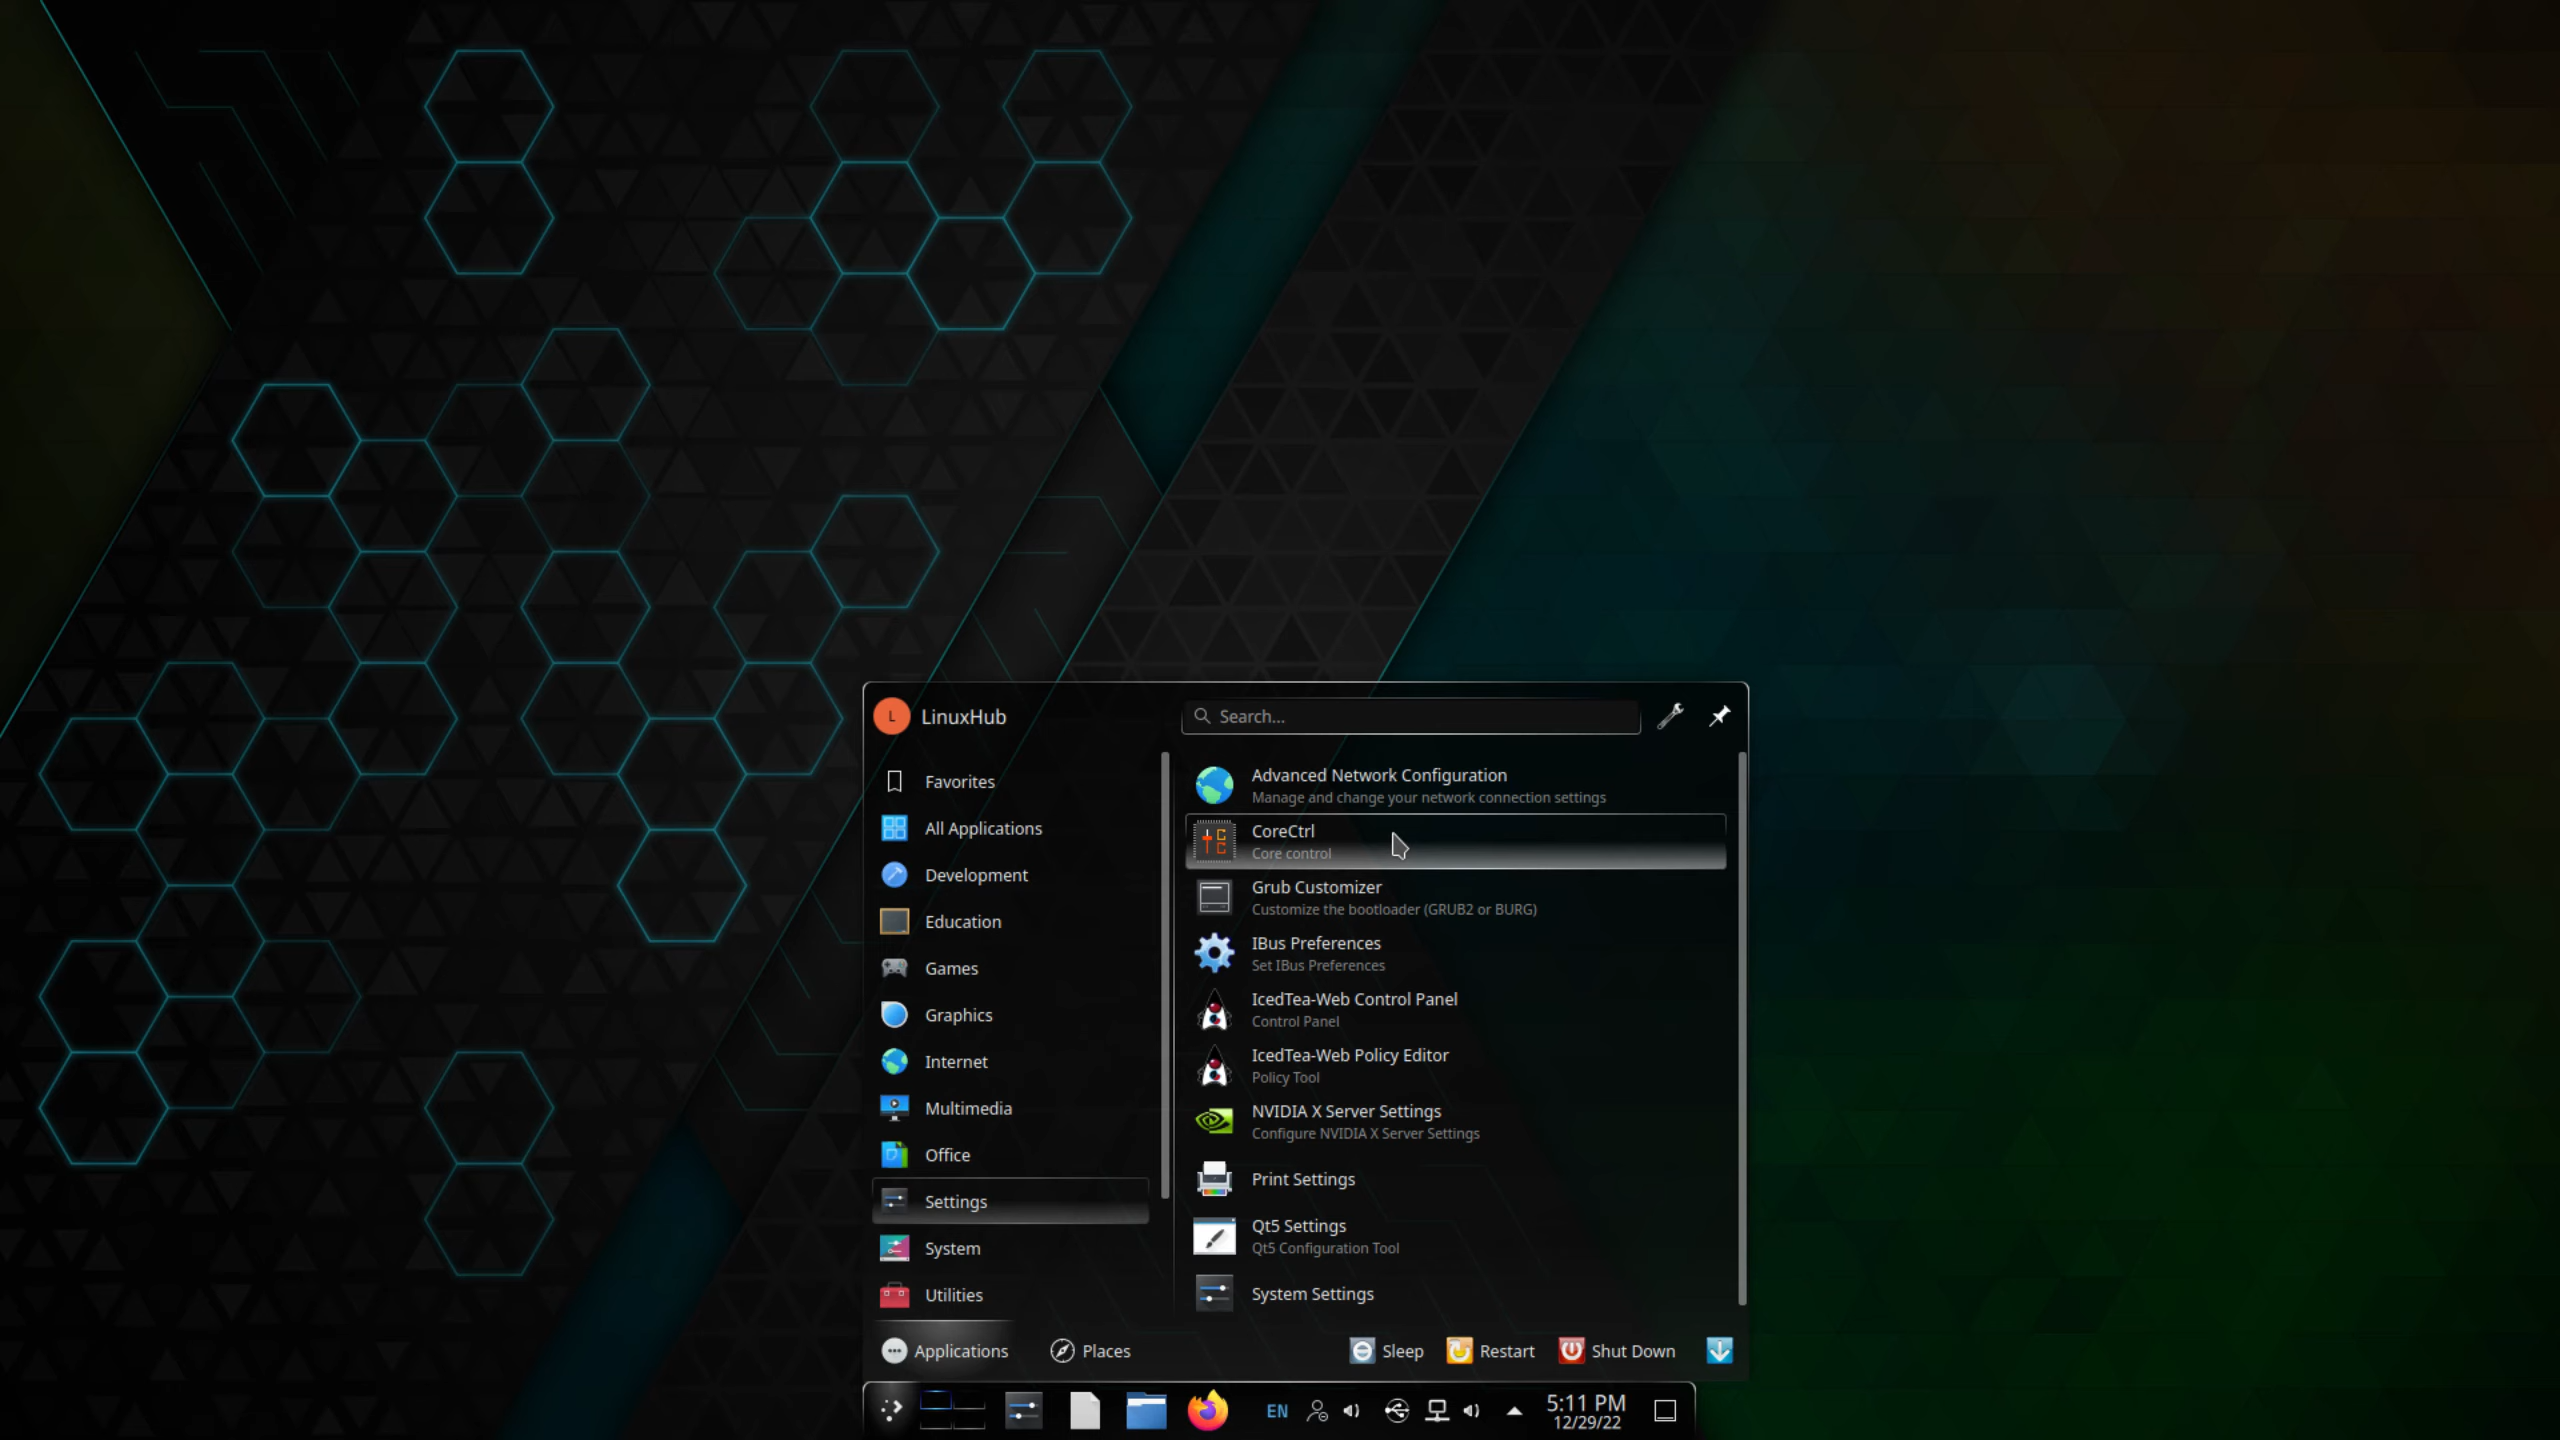 L LinuxHub
Search...
Favorites
All Applications
Development
Education
Games
Graphics
Internet
Multimedia
Office
Settings
System
Utilities
Advanced Network Configuration
Manage and change your network connection settings
CoreCtrl
Core control
Grub Customizer
Customize the bootloader (GRUB2 or BURG)
IBus Preferences
Set IBus Preferences
IcedTea-Web Control Panel
Control Panel
IcedTea-Web Policy Editor
Policy Tool
NVIDIA X Server Settings
Configure NVIDIA X Server Settings
Print Settings
Qt5 Settings
Qt5 Configuration Tool
System Settings
Applications Places Sleep Restart Shut Down
EN 5:11 PM
12/29/22